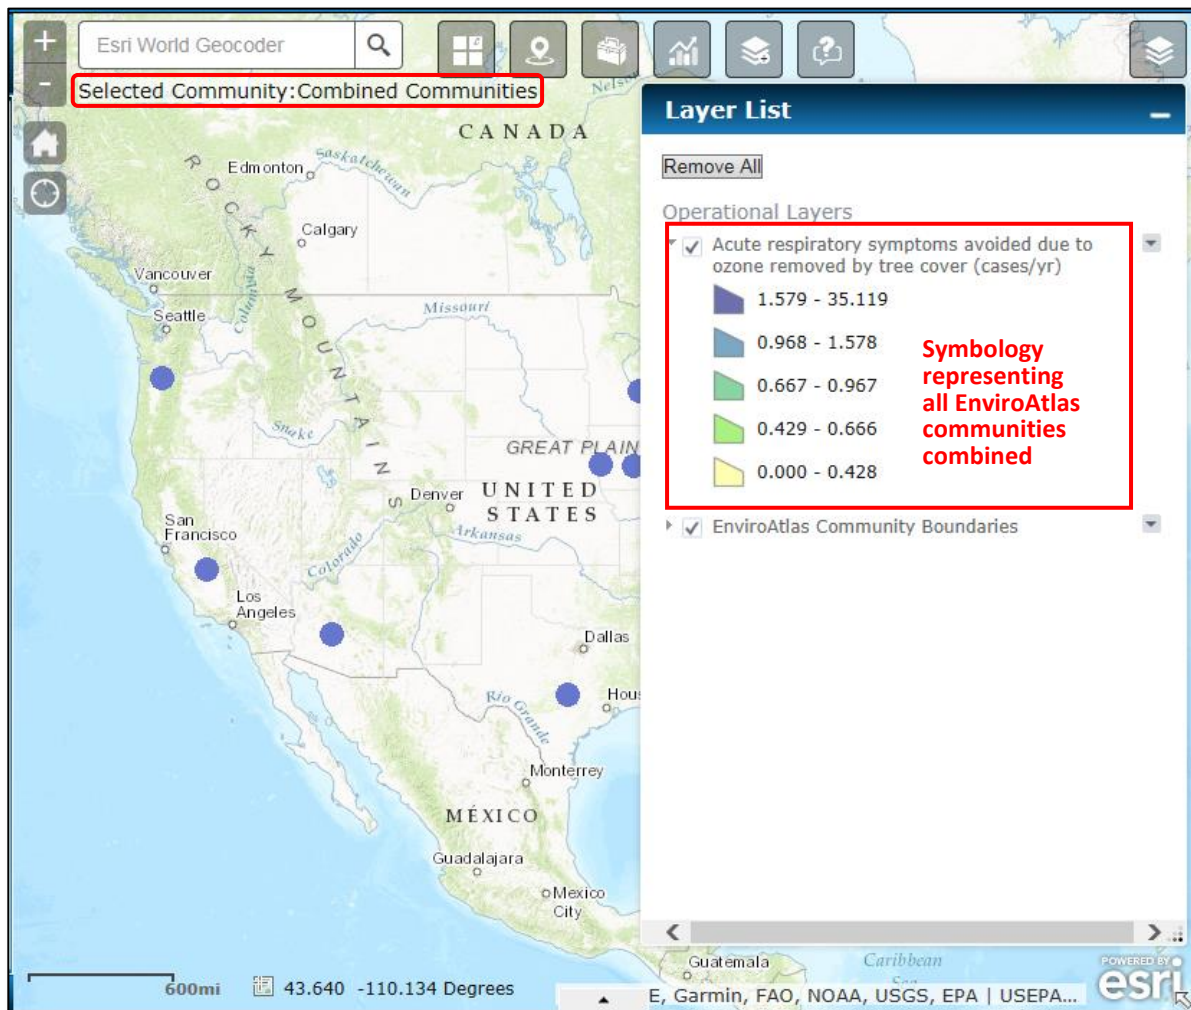 +
Esri World Geocoder
-
Selected Community:Combined Communities
Nelson
Layer List
CANADA
Remove All
Edmonton
Saskatchewan
ROCKY MOUNTAINS
Operational Layers
Calgary
Acute respiratory symptoms avoided due to
ozone removed by tree cover (cases/yr)
Vancouver
Columbia
1.579 - 35.119
Seattle
Missouri
0.968 - 1.578
0.667 - 0.967
0.429 - 0.666
0.000 - 0.428
Symbology
representing
all EnviroAtlas
communities
combined
Snake
GREAT PLAIN
Denver
UNITED
STATES
San
Francisco
Arkansas
EnviroAtlas Community Boundaries
Colorado
Los
Angeles
Dallas
Rio Grande
Hou
Monterrey
MÉXICO
Guadalajara
Mexico
City
Guatemala
Caribbean
Sea
POWERED BY
esri
600mi
43.640 -110.134 Degrees
E, Garmin, FAO, NOAA, USGS, EPA | USEPA...